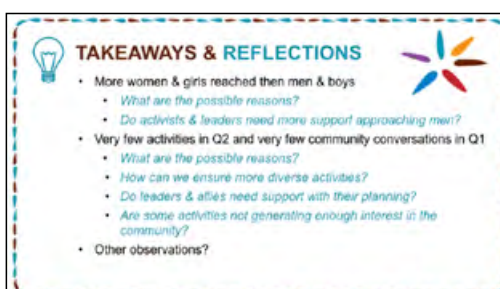 TAKEAWAYS & REFLECTIONS
• More women & girls reached then men & boys
• What are the possible reasons?
• Do activists & leaders need more support approaching men?
• Very few activities in Q2 and very few community conversations in Q1
• What are the possible reasons?
• How can we ensure more diverse activities?
• Do leaders & allies need support with their planning?
• Are some activities not generating enough interest in the
community?
• Other observations?